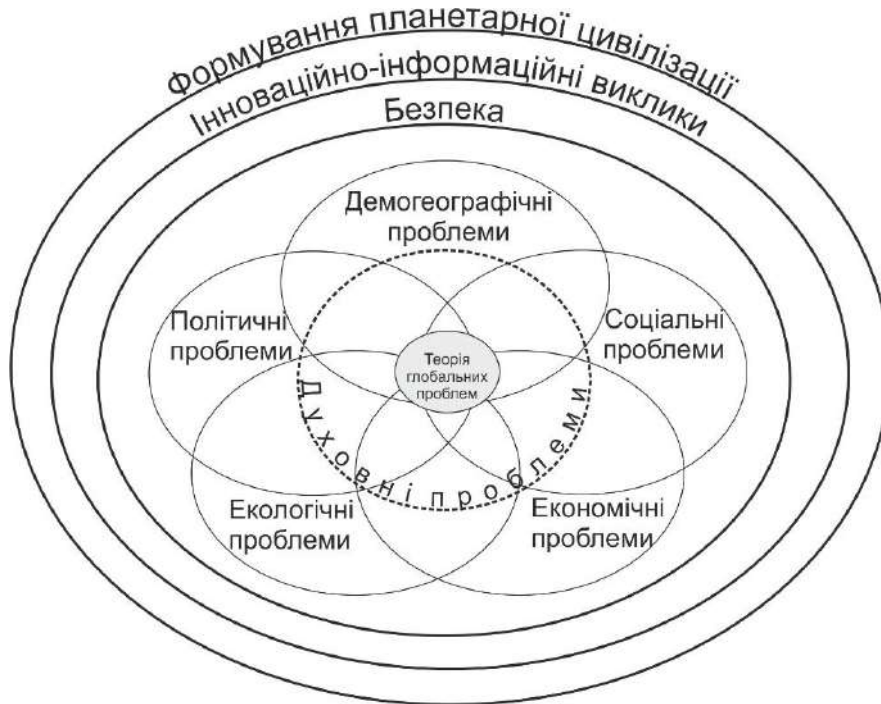 Формування планетарної цивілізації
Інноваційно-інформаційні виклики
Безпека
Демогеографічні
проблеми
Політичні
проблеми
Соціальні
проблеми
Теорія
глобальних
проблем
Духовні проблеми
Екологічні
проблеми
Економічні
проблеми